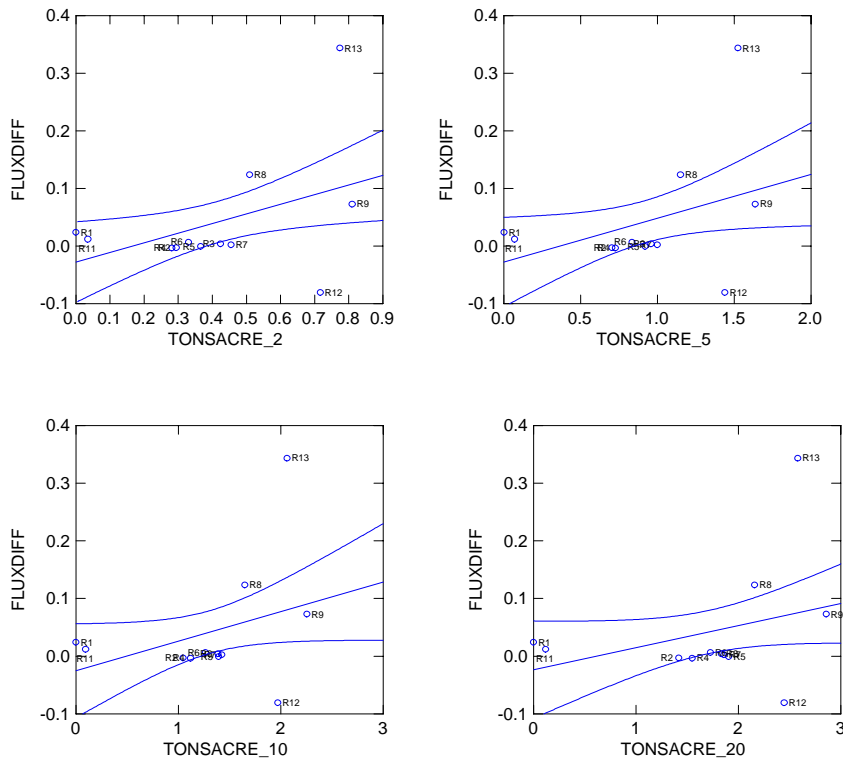 0.4
0.3
0.2
0.1
0.0
-0.1
FLUXDIFF
R13
R8
R9
R1
R11
R6
R5
R3
R7
R12
0.0 0.1 0.2 0.3 0.4 0.5 0.6 0.7 0.8 0.9
TONSACRE_2
0.4
0.3
0.2
0.1
0.0
-0.1
FLUXDIFF
R13
R8
R9
R1
R11
R6
R12
0.0 0.5 1.0 1.5 2.0
TONSACRE_5
0.4
0.3
0.2
0.1
0.0
-0.1
FLUXDIFF
R13
R8
R9
R1
R11
R12
0 1 2 3
TONSACRE_10
0.4
0.3
0.2
0.1
0.0
-0.1
FLUXDIFF
R13
R8
R9
R1
R11
R2
R4
R5
R12
0 1 2 3
TONSACRE_20